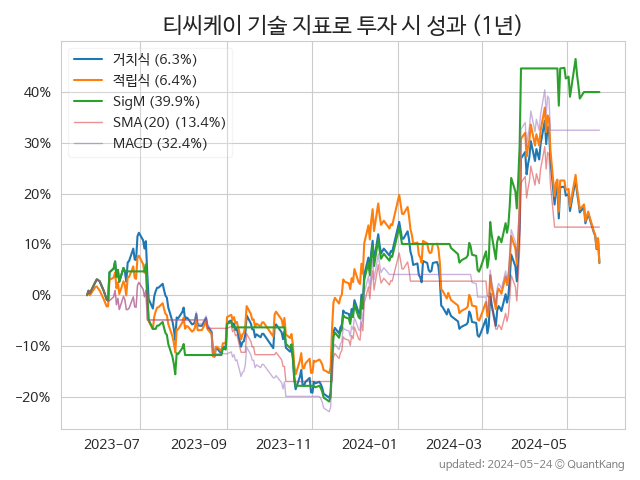 티씨케이 기술 지표로 투자 시 성과 (1년)
거치식 (6.3%)
적립식 (6.4%)
SigM (39.9%)
SMA(20) (13.4%)
MACD (32.4%)
40%
30%
20%
10%
0%
−10%
−20%
2023−07 2023−09 2023−11 2024−01 2024−03 2024−05
updated: 2024−05−24 © QuantKang